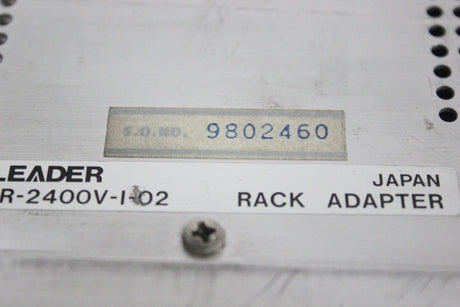 S.O.NO. 9802460
LEADER JAPAN
R-2400V-I-02 RACK ADAPTER